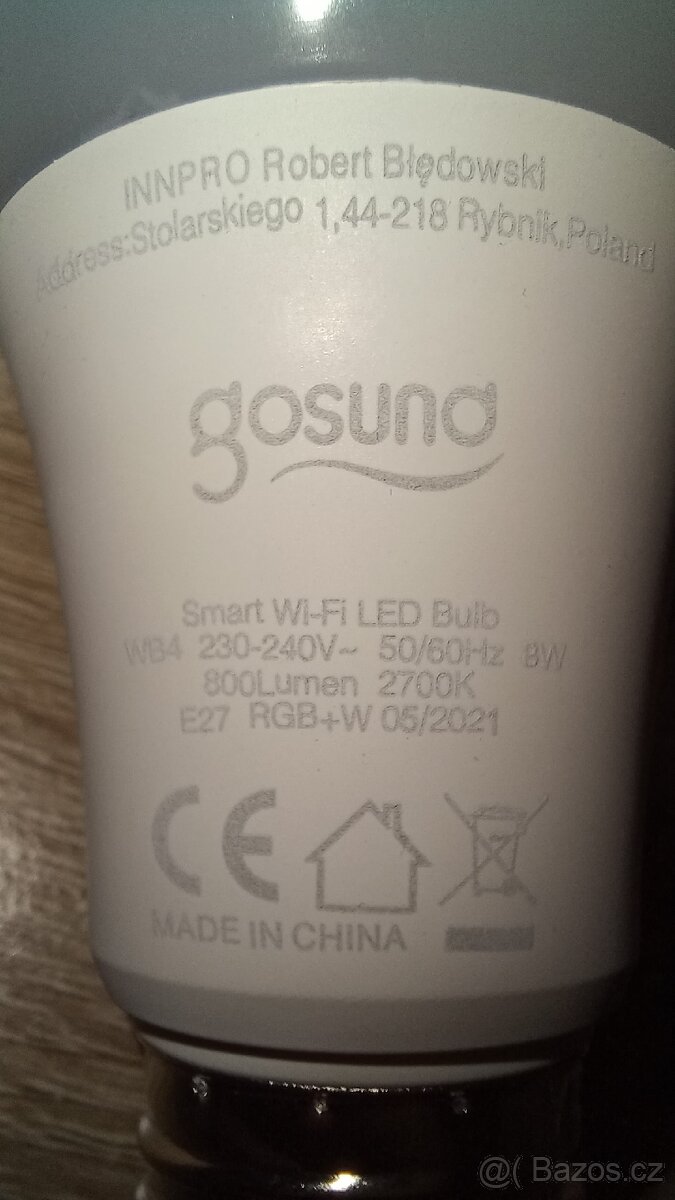 INNPRO Robert Błędowski
Address:Stolarskiego 1,44-218 Rybnik,Poland
gosund
Smart Wi-Fi LED Bulb
WB4 230-240V~ 50/60Hz 8W
800Lumen 2700K
E27 RGB+W 05/2021
CE
MADE IN CHINA
@( Bazos.cz